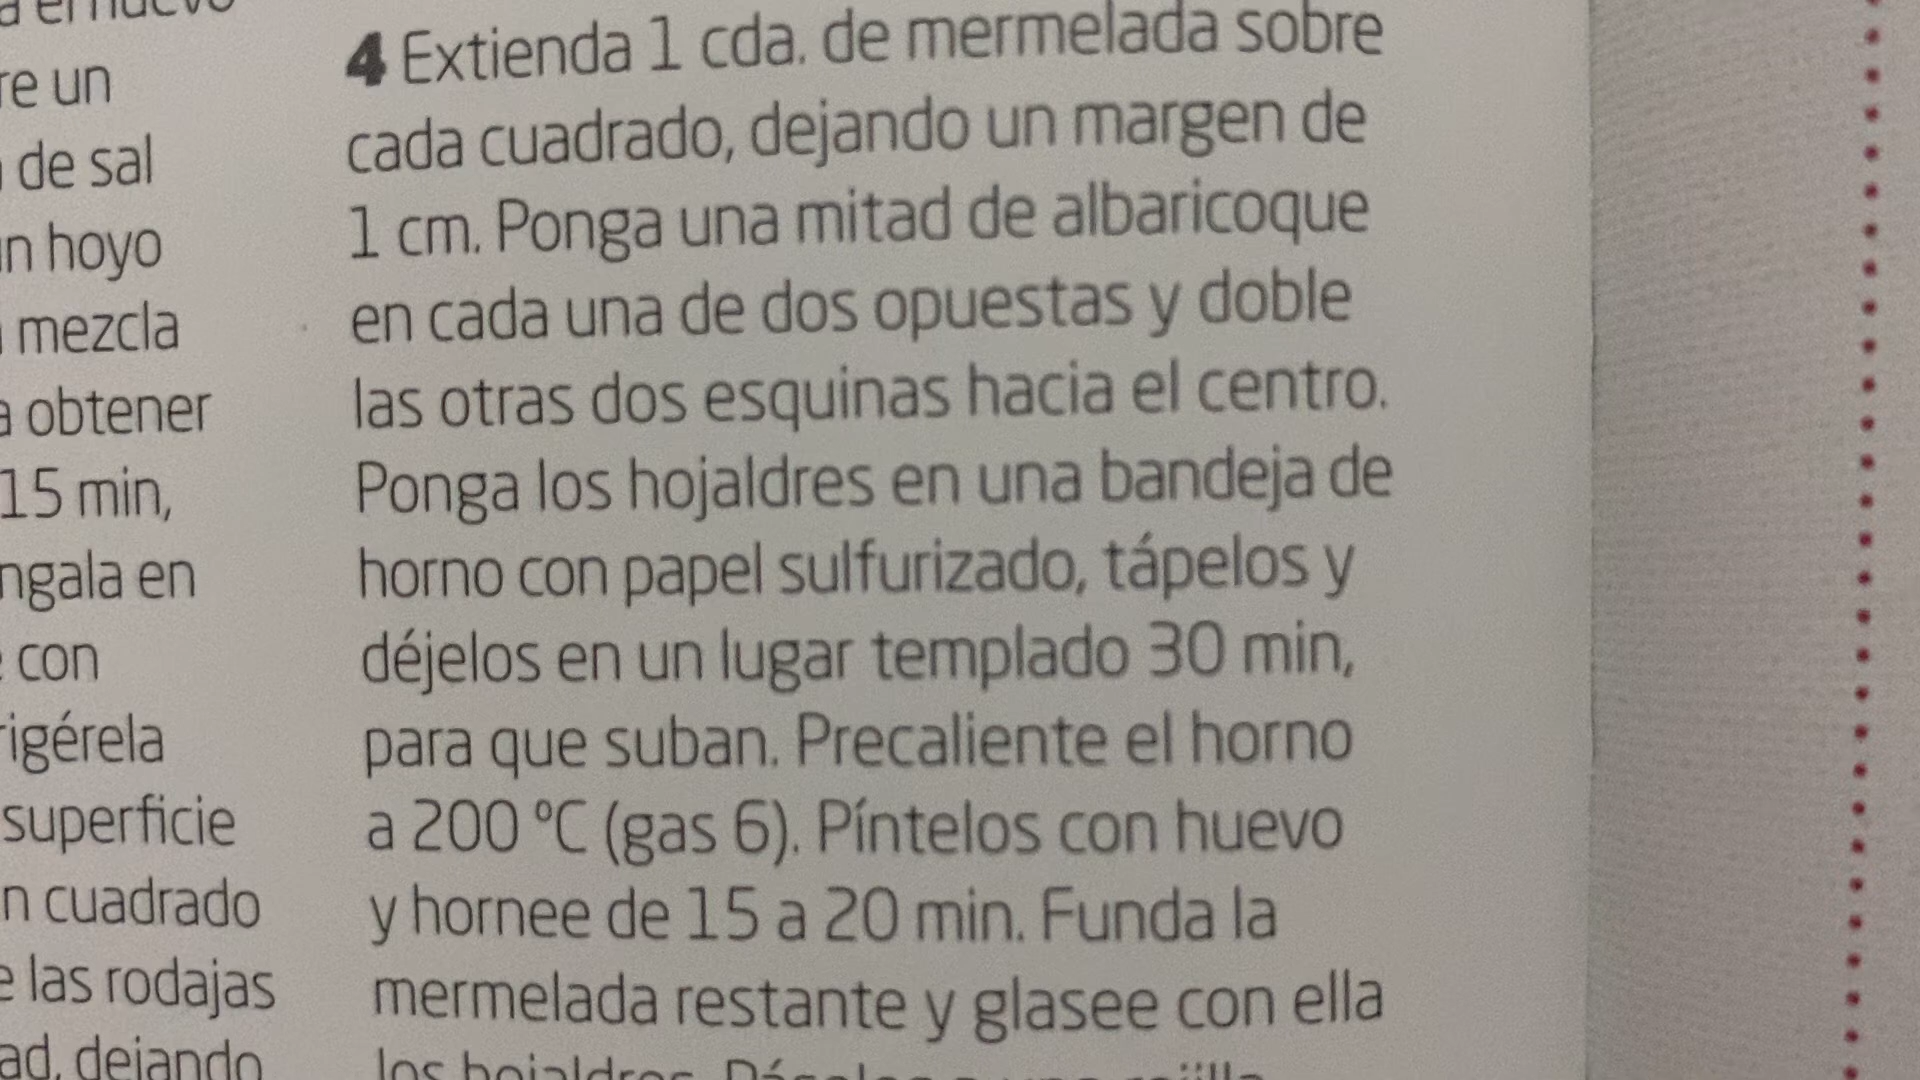 re un
de sal
hoyo
mezcla
obtener
15 min,
en
con
superficie
cuadrado
las rodajas
dejando
4 Extienda 1 cda. de mermelada sobre
cada cuadrado, dejando un margen de
1 cm. Ponga una mitad de albaricoque
en cada una de dos opuestas y doble
las otras dos esquinas hacia el centro.
Ponga los hojaldres en una bandeja de
horno con papel sulfurizado, tápelos y
déjelos en un lugar templado 30 min,
para que suban. Precaliente el horno
a 200 °C (gas 6). Píntelos con huevo
y hornee de 15 a 20 min. Funda la
mermelada restante y glasee con ella
los hojaldres.